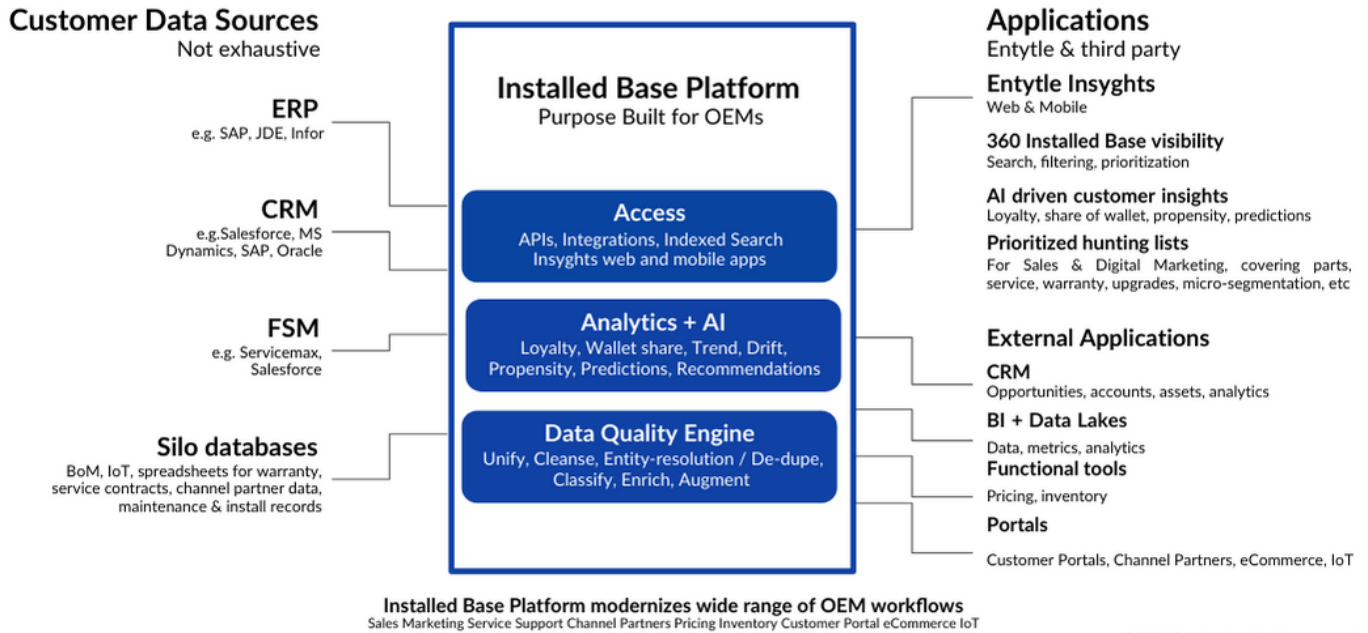 Customer Data Sources
Not exhaustive
ERP
e.g. SAP, JDE, Infor
CRM
e.g.Salesforce, MS
Dynamics, SAP, Oracle
FSM
e.g. Servicemax,
Salesforce
Silo databases
BoM, IoT, spreadsheets for warranty,
service contracts, channel partner data,
maintenance & install records
Installed Base Platform
Purpose Built for OEMs
Access
APIs, Integrations, Indexed Search
Insyghts web and mobile apps
Analytics + AI
Loyalty, Wallet share, Trend, Drift,
Propensity, Predictions, Recommendations
Data Quality Engine
Unify, Cleanse, Entity-resolution / De-dupe,
Classify, Enrich, Augment
Applications
Entytle & third party
Entytle Insyghts
Web & Mobile
360 Installed Base visibility
Search, filtering, prioritization
AI driven customer insights
Loyalty, share of wallet, propensity, predictions
Prioritized hunting lists
For Sales & Digital Marketing, covering parts,
service, warranty, upgrades, micro-segmentation, etc
External Applications
CRM
Opportunities, accounts, assets, analytics
BI + Data Lakes
Data, metrics, analytics
Functional tools
Pricing, inventory
Portals
Customer Portals, Channel Partners, eCommerce, IoT
Installed Base Platform modernizes wide range of OEM workflows
Sales Marketing Service Support Channel Partners Pricing Inventory Customer Portal eCommerce IoT